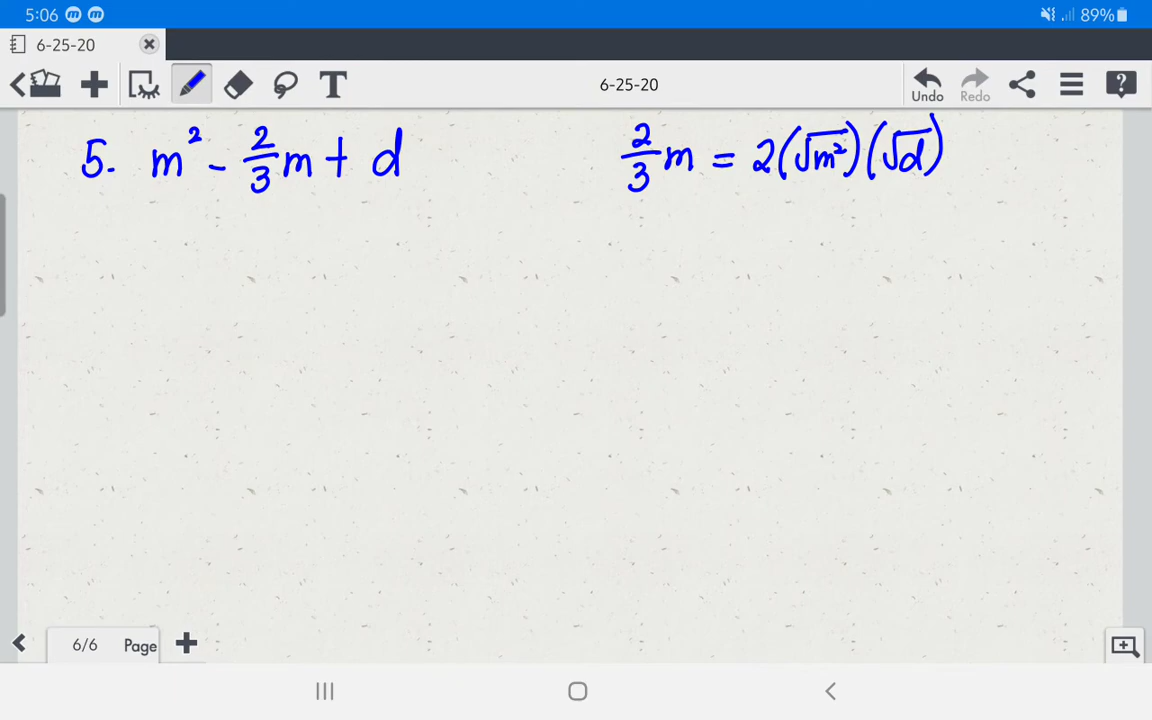 5:06 89%
6-25-20
T 6-25-20 Undo Redo
5. m² - 2/3 m + d 2/3 m = 2(√m²)(√d)
6/6 Page